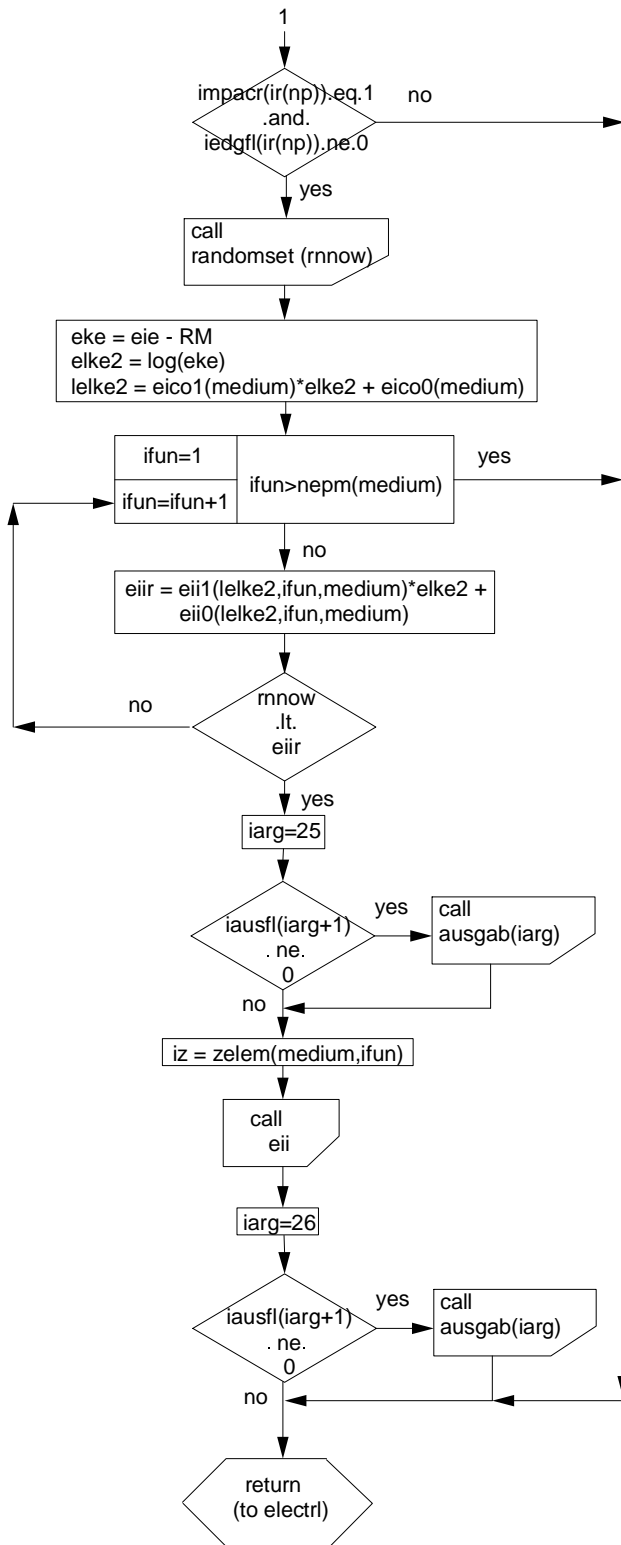 1
impacr(ir(np)).eq.1
.and.
iedgfl(ir(np)).ne.0
no
yes
call
randomset (rnnow)
eke = eie - RM
elke2 = log(eke)
lelke2 = eico1(medium)*elke2 + eico0(medium)
ifun=1
ifun=ifun+1
ifun>nepm(medium)
yes
no
eiir = eii1(lelke2,ifun,medium)*elke2 +
eii0(lelke2,ifun,medium)
no
rnnow
.lt.
eiir
yes
iarg=25
iausfl(iarg+1)
. ne.
0
yes
call
ausgab(iarg)
no
iz = zelem(medium,ifun)
call
eii
iarg=26
iausfl(iarg+1)
. ne.
0
yes
call
ausgab(iarg)
no
return
(to electrl)